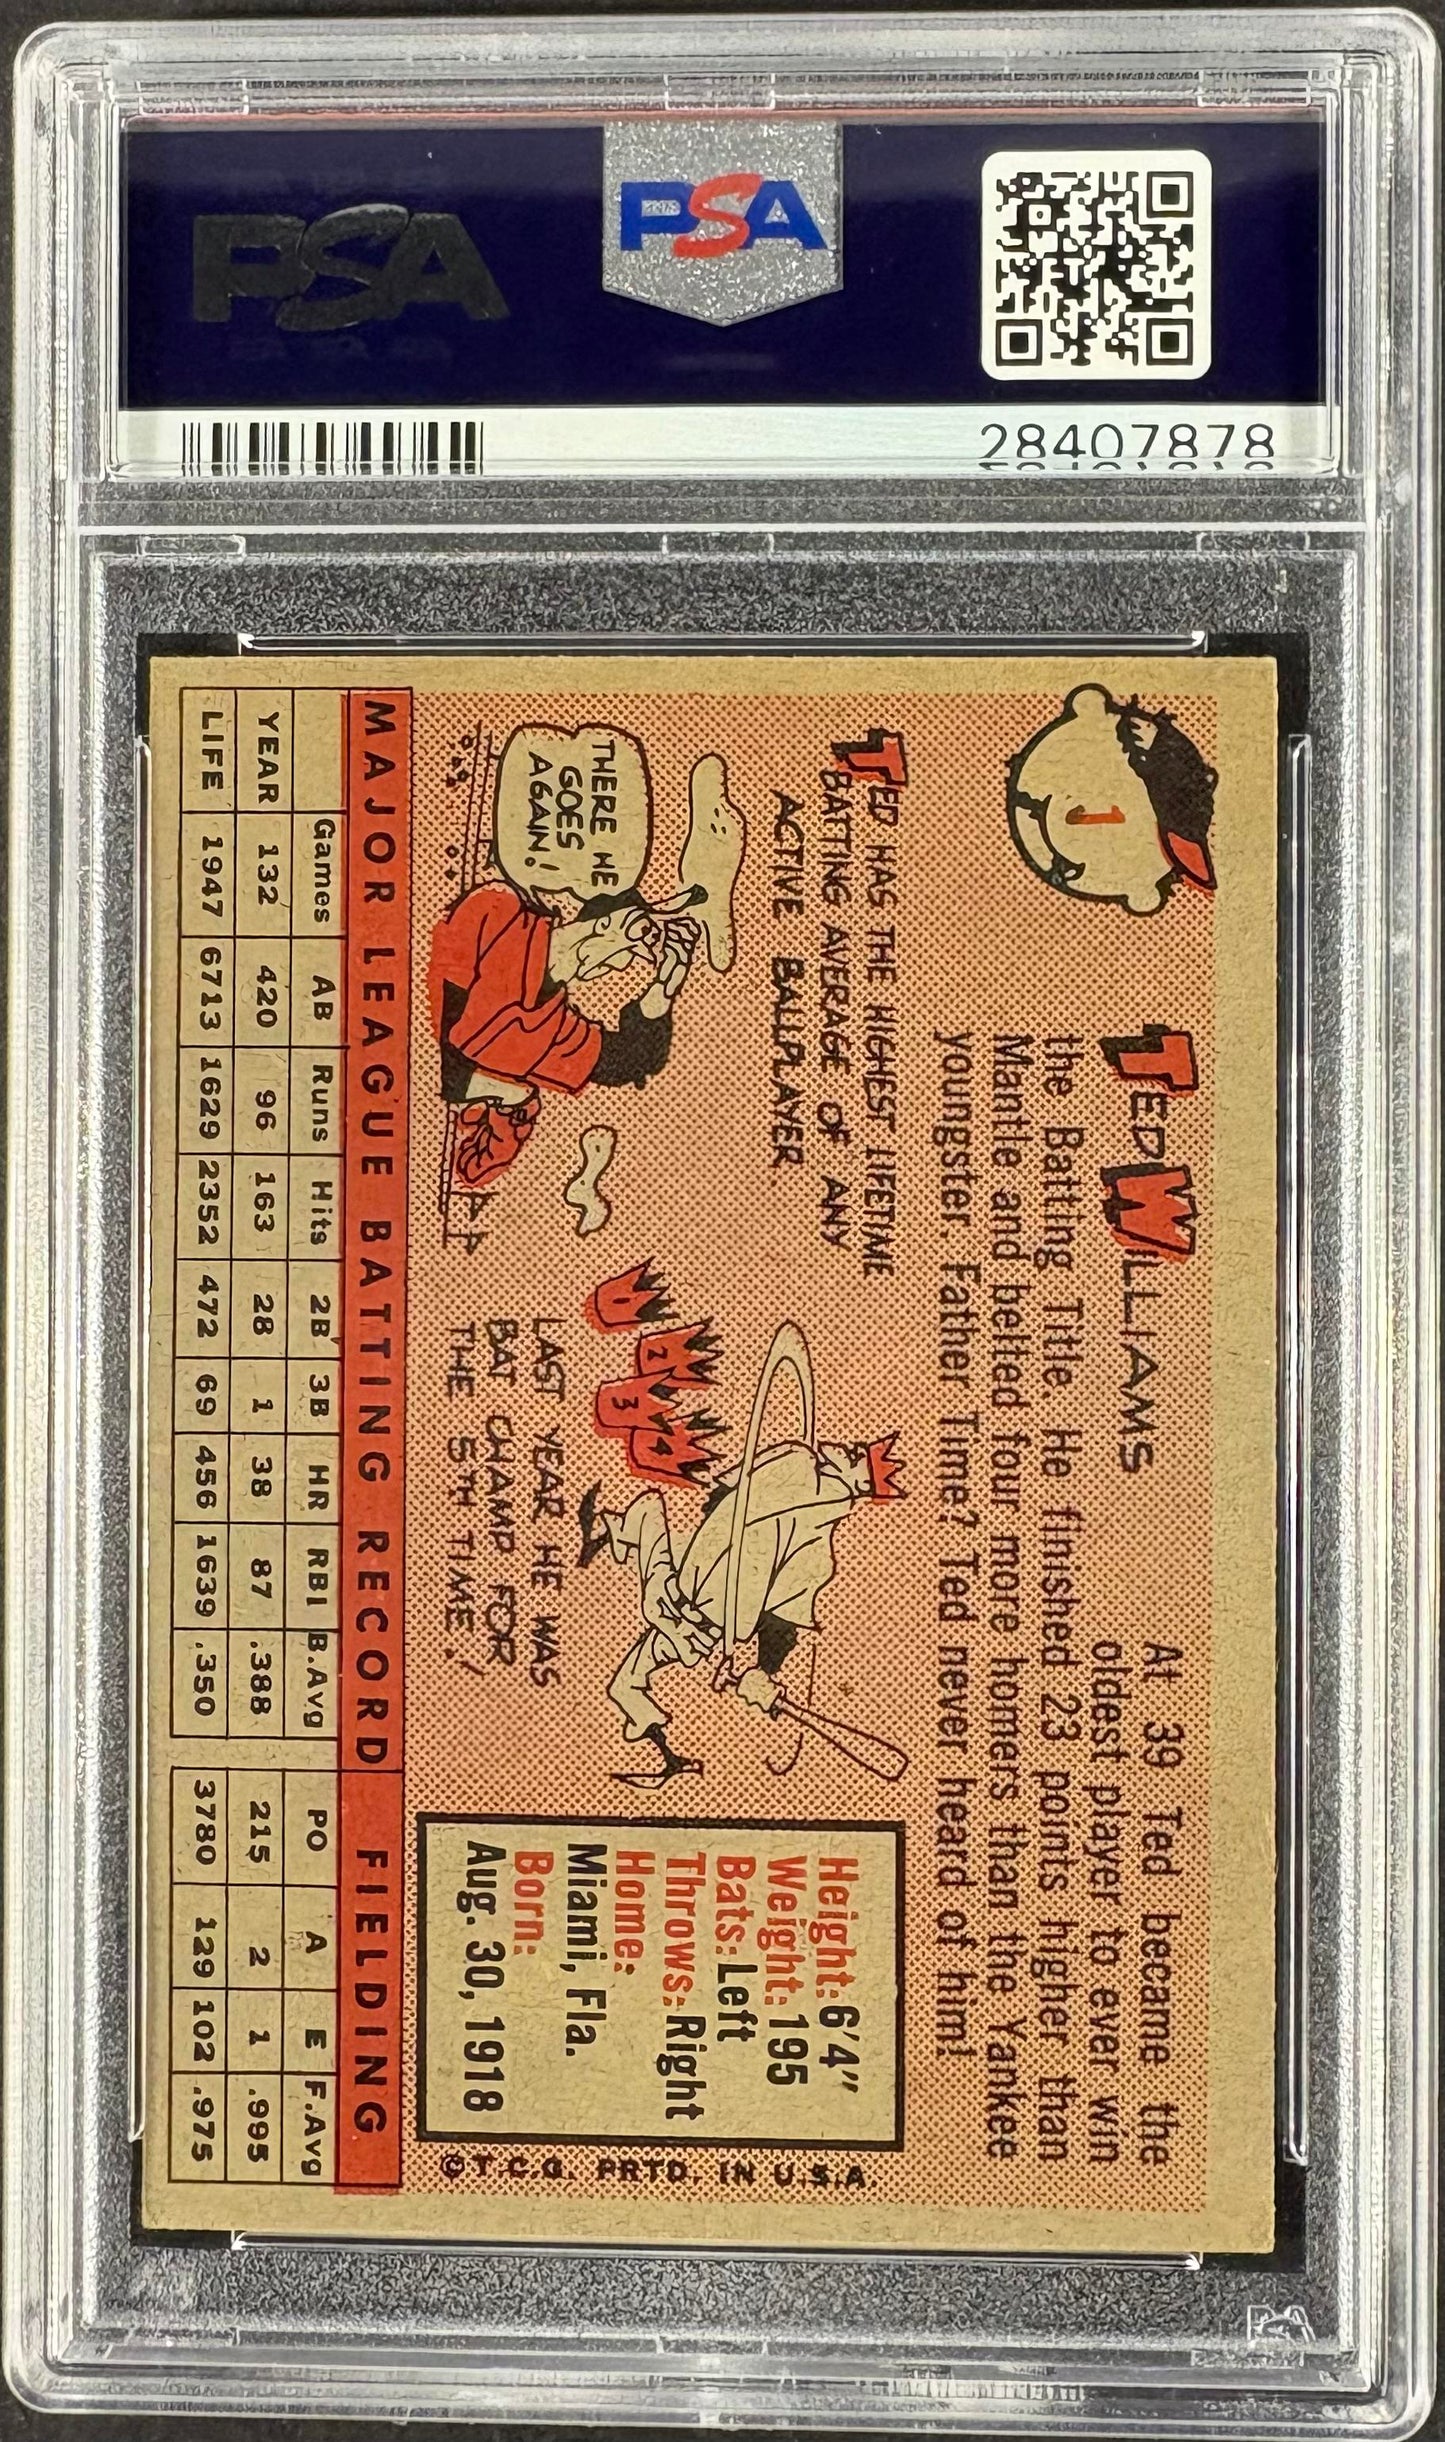 PSA
PSA
28407878
1
TED WILLIAMS
At 39 Ted became the
oldest player to ever win
the Batting Title. He finished 23 points higher than
Mantle and belted four more homers than the Yankee
youngster. Father Time? Ted never heard of him!
TED HAS THE HIGHEST LIFETIME
BATTING AVERAGE OF ANY
ACTIVE BALLPLAYER
THERE HE
GOES
AGAIN!
1
2
3
4
LAST YEAR HE WAS
BAT CHAMP FOR
THE 5TH TIME!
Height: 6'4"
Weight: 195
Bats: Left
Throws: Right
Home:
Miami, Fla.
Born:
Aug. 30, 1918
© T.C.G. PRTD. IN U.S.A.
MAJOR LEAGUE BATTING RECORD FIELDING
Games AB Runs Hits 2B 3B HR RBI B.Avg PO A E F.Avg
YEAR 132 420 96 163 28 1 38 87 .388 215 2 1 .995
LIFE 1947 6713 1629 2352 472 69 456 1639 .350 3780 129 102 .975
PSA